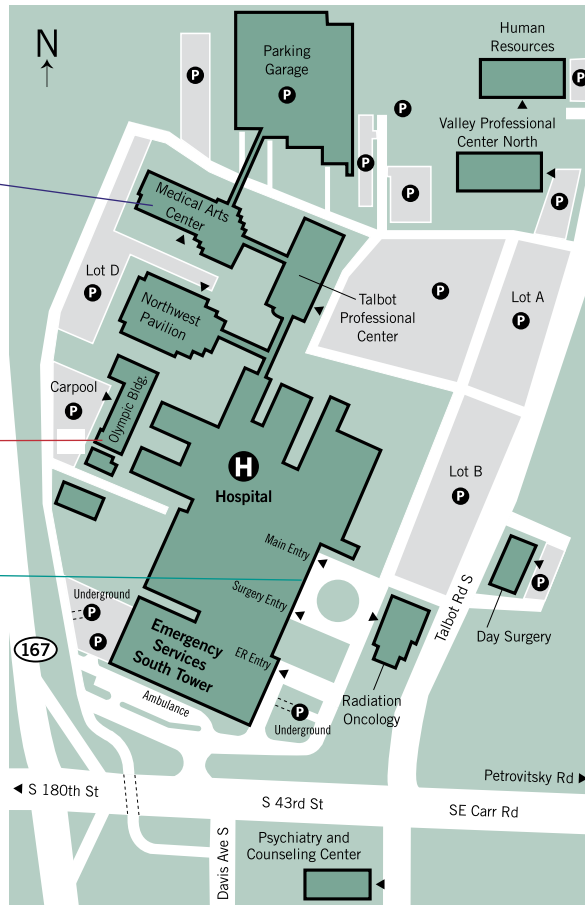 N
Parking
Garage
P
P
P
P
P
Human
Resources
P
Valley Professional
Center North
P
Medical Arts
Center
Lot D
P
Northwest
Pavilion
Talbot
Professional
Center
P
Lot A
P
Carpool
P
Olympic Bldg.
H
Hospital
Lot B
P
Main Entry
Surgery Entry
ER Entry
Underground
P
P
Emergency
Services
South Tower
167
Ambulance
P
Underground
Radiation
Oncology
Talbot Rd S
P
Day Surgery
Petrovitsky Rd
S 180th St
S 43rd St
SE Carr Rd
Davis Ave S
Psychiatry and
Counseling Center